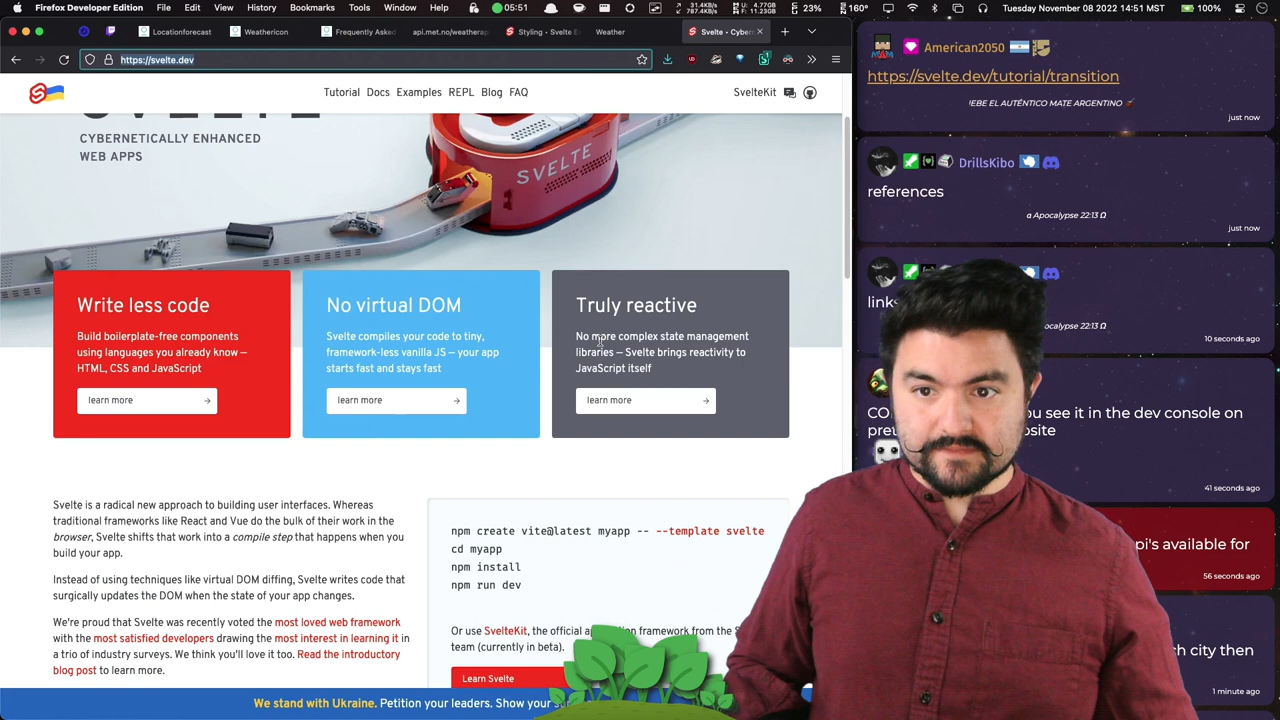 Firefox Developer Edition File Edit View History Bookmarks Tools Window Help
05:51
31.4KB/s
787.4KB/s
U: 4.77GB
23%
160°
100%
Tuesday November 08 2022 14:51 MST
Locationforecast
Weathericon
Frequently Asked
api.met.no/weatherap
Styling • Svelte E
Weather
Svelte • Cybern
https://svelte.dev
Tutorial Docs Examples REPL Blog FAQ
SvelteKit
CYBERNETICALLY ENHANCED
WEB APPS
SVELTE
Write less code
Build boilerplate-free components
using languages you already know —
HTML, CSS and JavaScript
learn more →
No virtual DOM
Svelte compiles your code to tiny,
framework-less vanilla JS — your app
starts fast and stays fast
learn more →
Truly reactive
No more complex state management
libraries — Svelte brings reactivity to
JavaScript itself
learn more →
Svelte is a radical new approach to building user interfaces. Whereas
traditional frameworks like React and Vue do the bulk of their work in the
browser, Svelte shifts that work into a compile step that happens when you
build your app.
Instead of using techniques like virtual DOM diffing, Svelte writes code that
surgically updates the DOM when the state of your app changes.
We're proud that Svelte was recently voted the most loved web framework
with the most satisfied developers drawing the most interest in learning it in
a trio of industry surveys. We think you'll love it too. Read the introductory
blog post to learn more.
npm create vite@latest myapp -- --template svelte
cd myapp
npm install
npm run dev
Or use SvelteKit, the official
team (currently in beta).
Learn Svelte
We stand with Ukraine. Petition your leaders. Show your
American2050
https://svelte.dev/tutorial/transition
¡EBE EL AUTÉNTICO MATE ARGENTINO
just now
DrillsKibo
references
α Apocalypse 22:13 Ω
just now
pocalypse 22:13 Ω
10 seconds ago
you see it in the dev console on
41 seconds ago
pi's available for
56 seconds ago
city then
1 minute ago